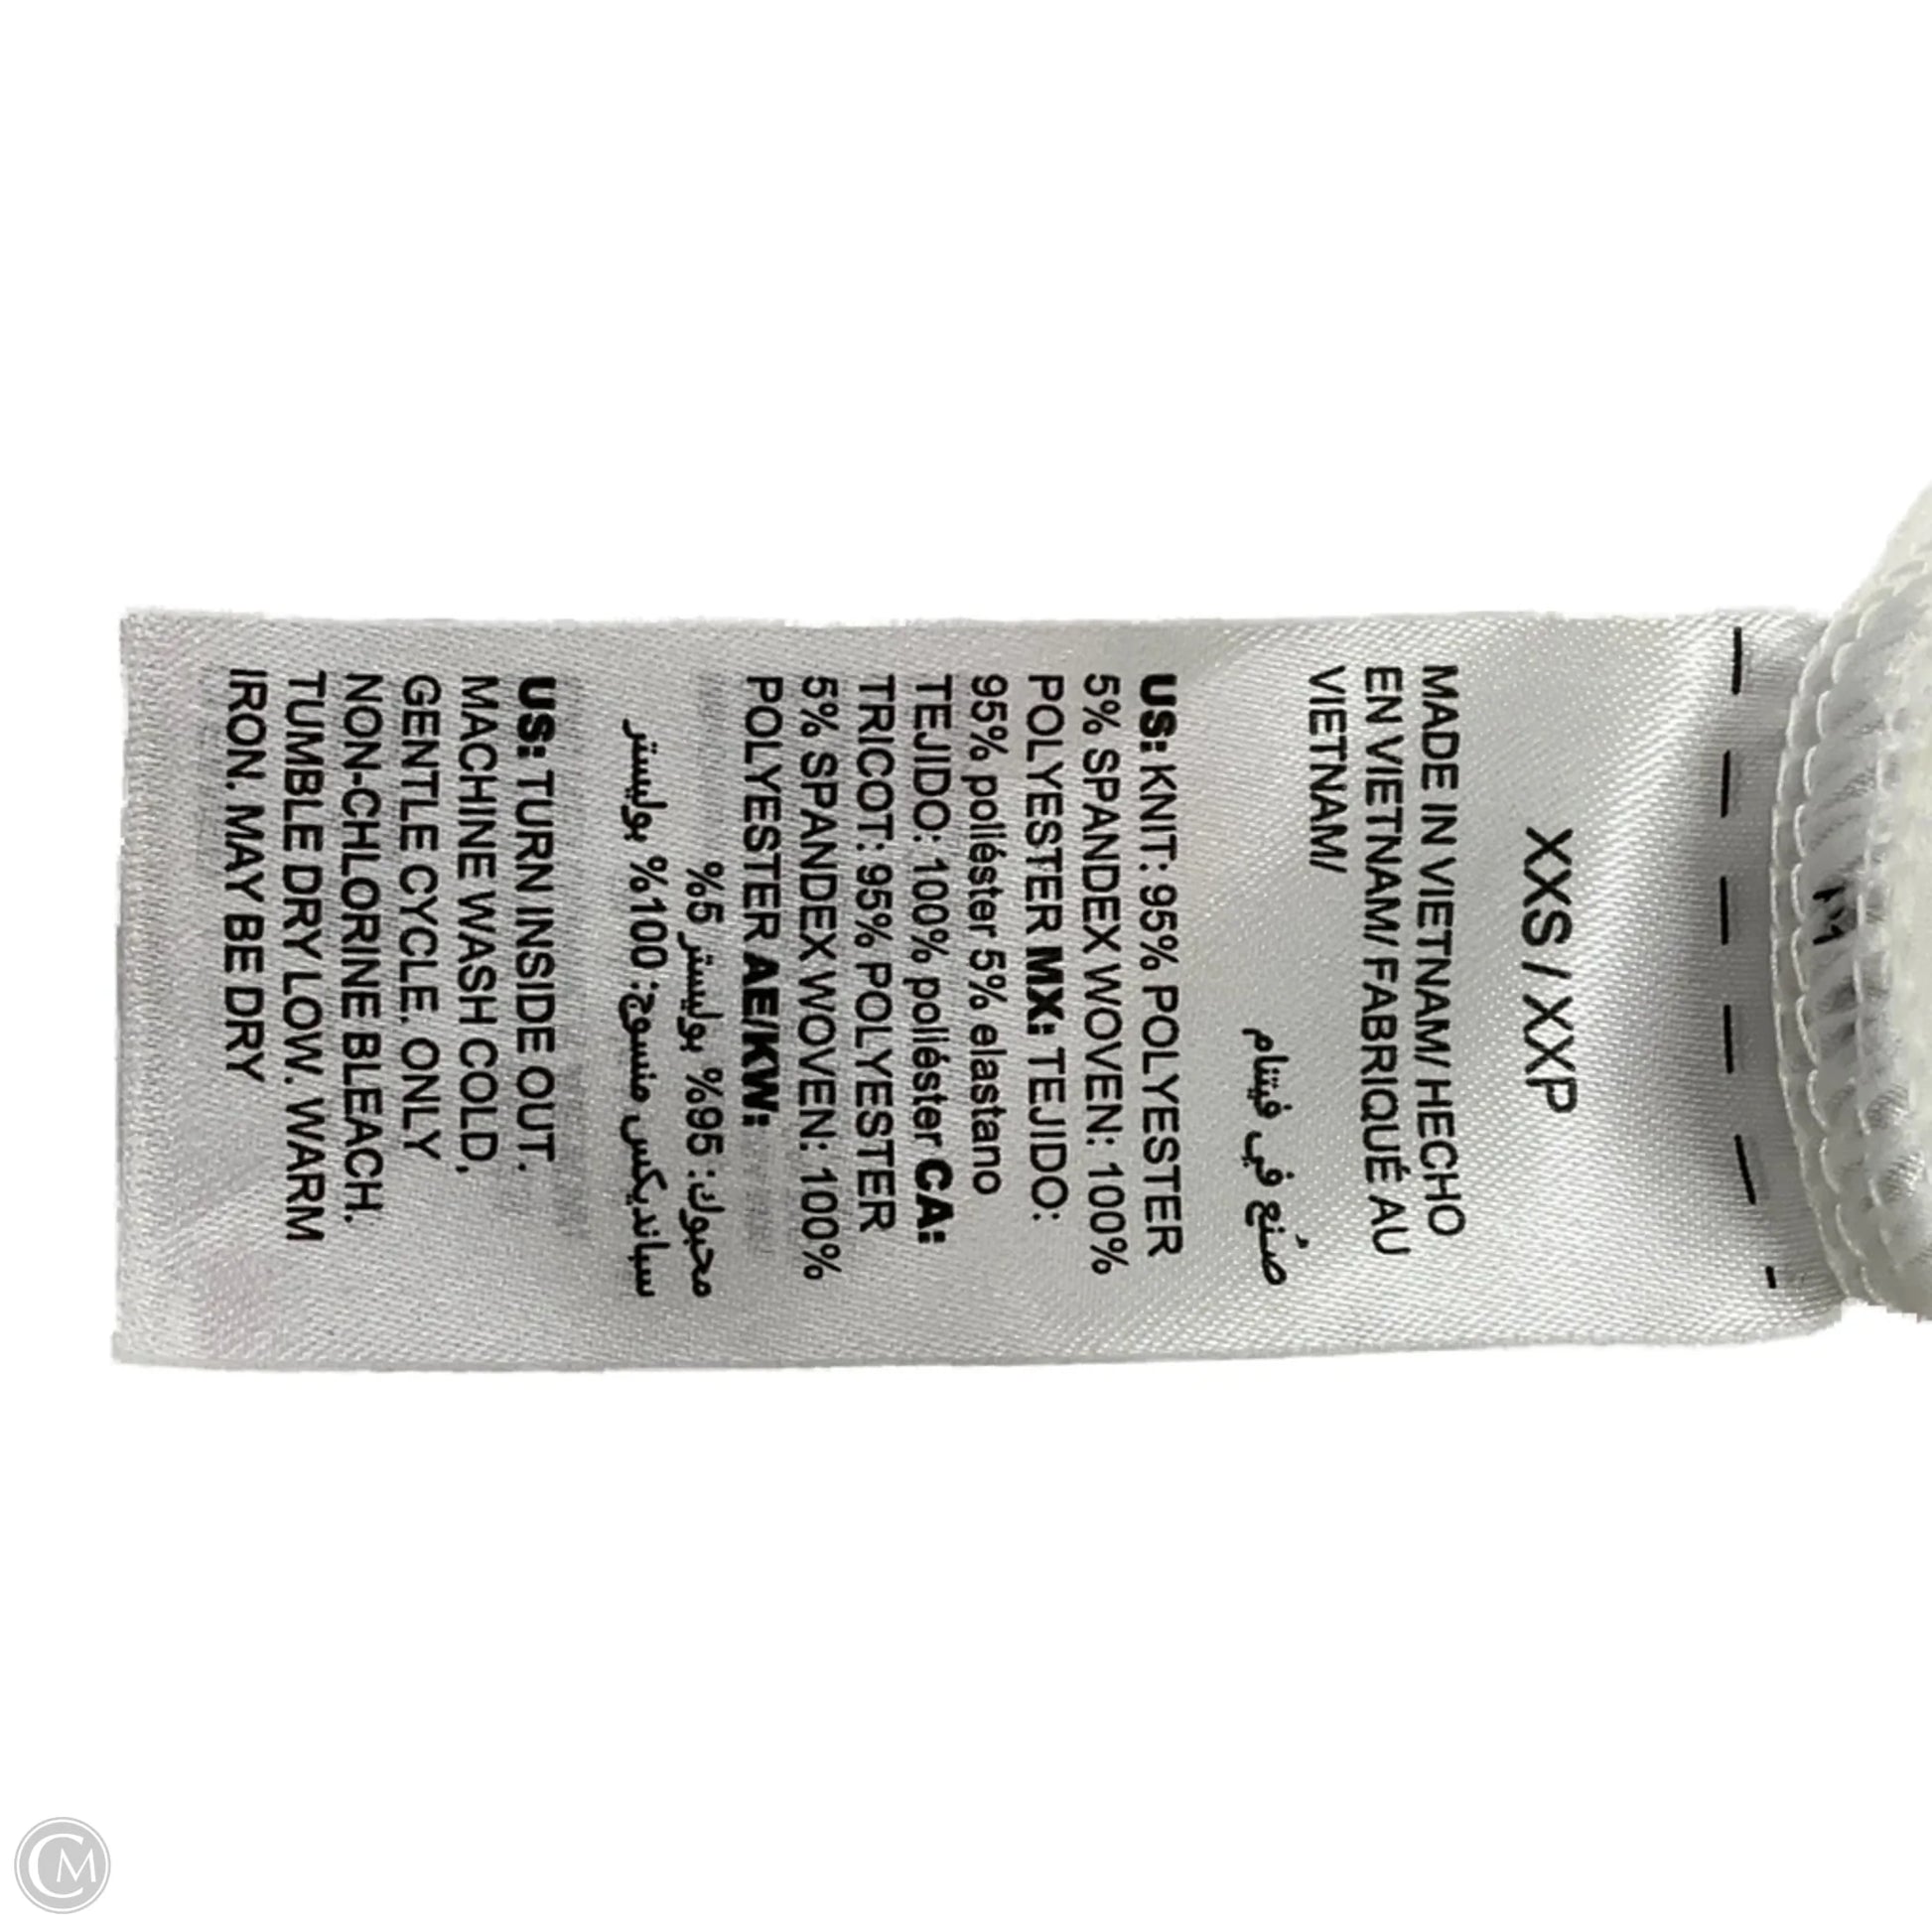 XXS / XXP
MADE IN VIETNAM/ HECHO
EN VIETNAM/ FABRIQUÉ AU
VIETNAM/
صُنع في فيتنام
US: KNIT: 95% POLYESTER
5% SPANDEX WOVEN: 100%
POLYESTER MX: TEJIDO:
95% poliéster 5% elastano
TEJIDO: 100% poliéster CA:
TRICOT: 95% POLYESTER
5% SPANDEX WOVEN: 100%
POLYESTER AE/KW:
محبوك: 95% بوليستر 5%
سباندیکس منسوج: 100% بوليستر
US: TURN INSIDE OUT.
MACHINE WASH COLD,
GENTLE CYCLE. ONLY
NON-CHLORINE BLEACH.
TUMBLE DRY LOW. WARM
IRON. MAY BE DRY
CM